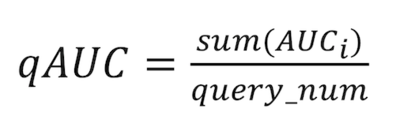 qAUC = sum(AUC_i) / query_num